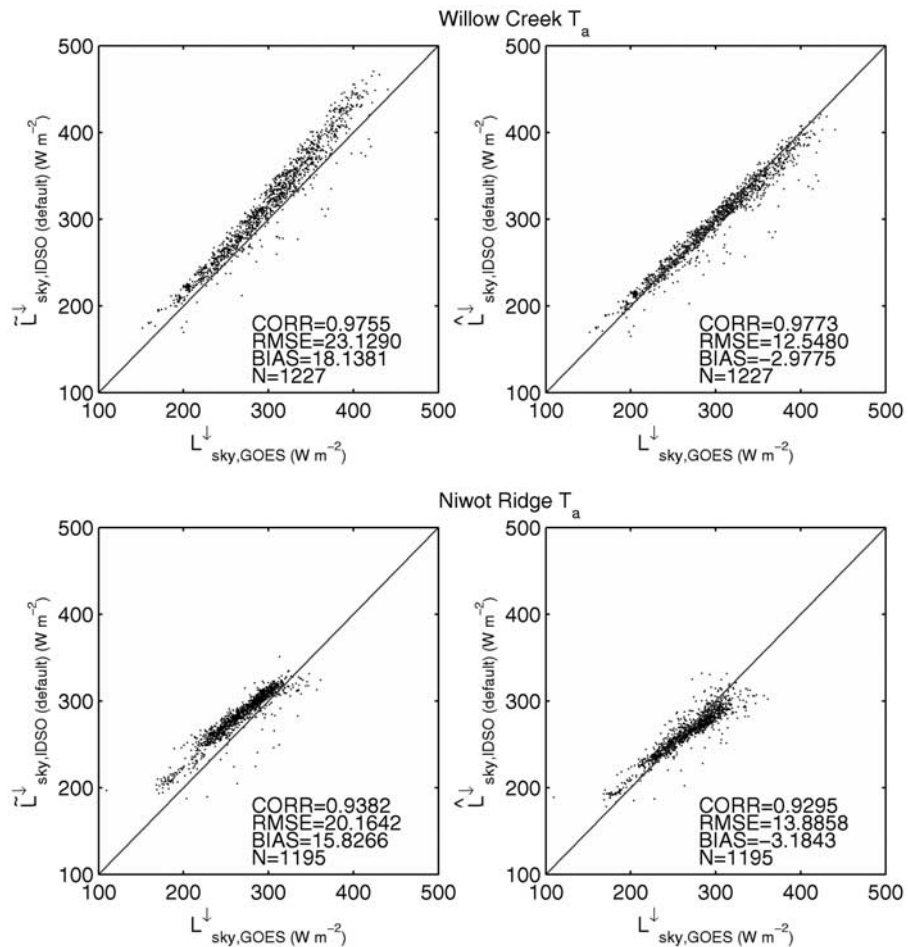 Willow Creek T_a
500
400
300
200
100
L̃↓ sky,IDSO (default) (W m⁻²)
CORR=0.9755
RMSE=23.1290
BIAS=18.1381
N=1227
100 200 300 400 500
L↓ sky,GOES (W m⁻²)
500
400
300
200
100
L̂↓ sky,IDSO (default) (W m⁻²)
CORR=0.9773
RMSE=12.5480
BIAS=−2.9775
N=1227
100 200 300 400 500
L↓ sky,GOES (W m⁻²)
Niwot Ridge T_a
500
400
300
200
100
L̃↓ sky,IDSO (default) (W m⁻²)
CORR=0.9382
RMSE=20.1642
BIAS=15.8266
N=1195
100 200 300 400 500
L↓ sky,GOES (W m⁻²)
500
400
300
200
100
L̂↓ sky,IDSO (default) (W m⁻²)
CORR=0.9295
RMSE=13.8858
BIAS=−3.1843
N=1195
100 200 300 400 500
L↓ sky,GOES (W m⁻²)